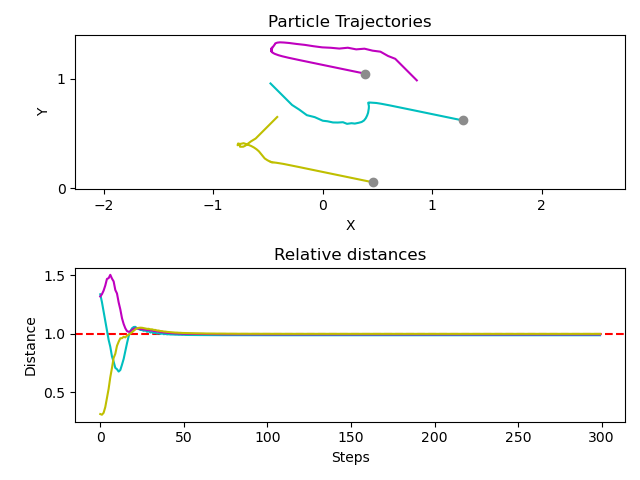 Particle Trajectories
1
0
Y
−2 −1 0 1 2
X
Relative distances
1.5
1.0
0.5
Distance
0 50 100 150 200 250 300
Steps